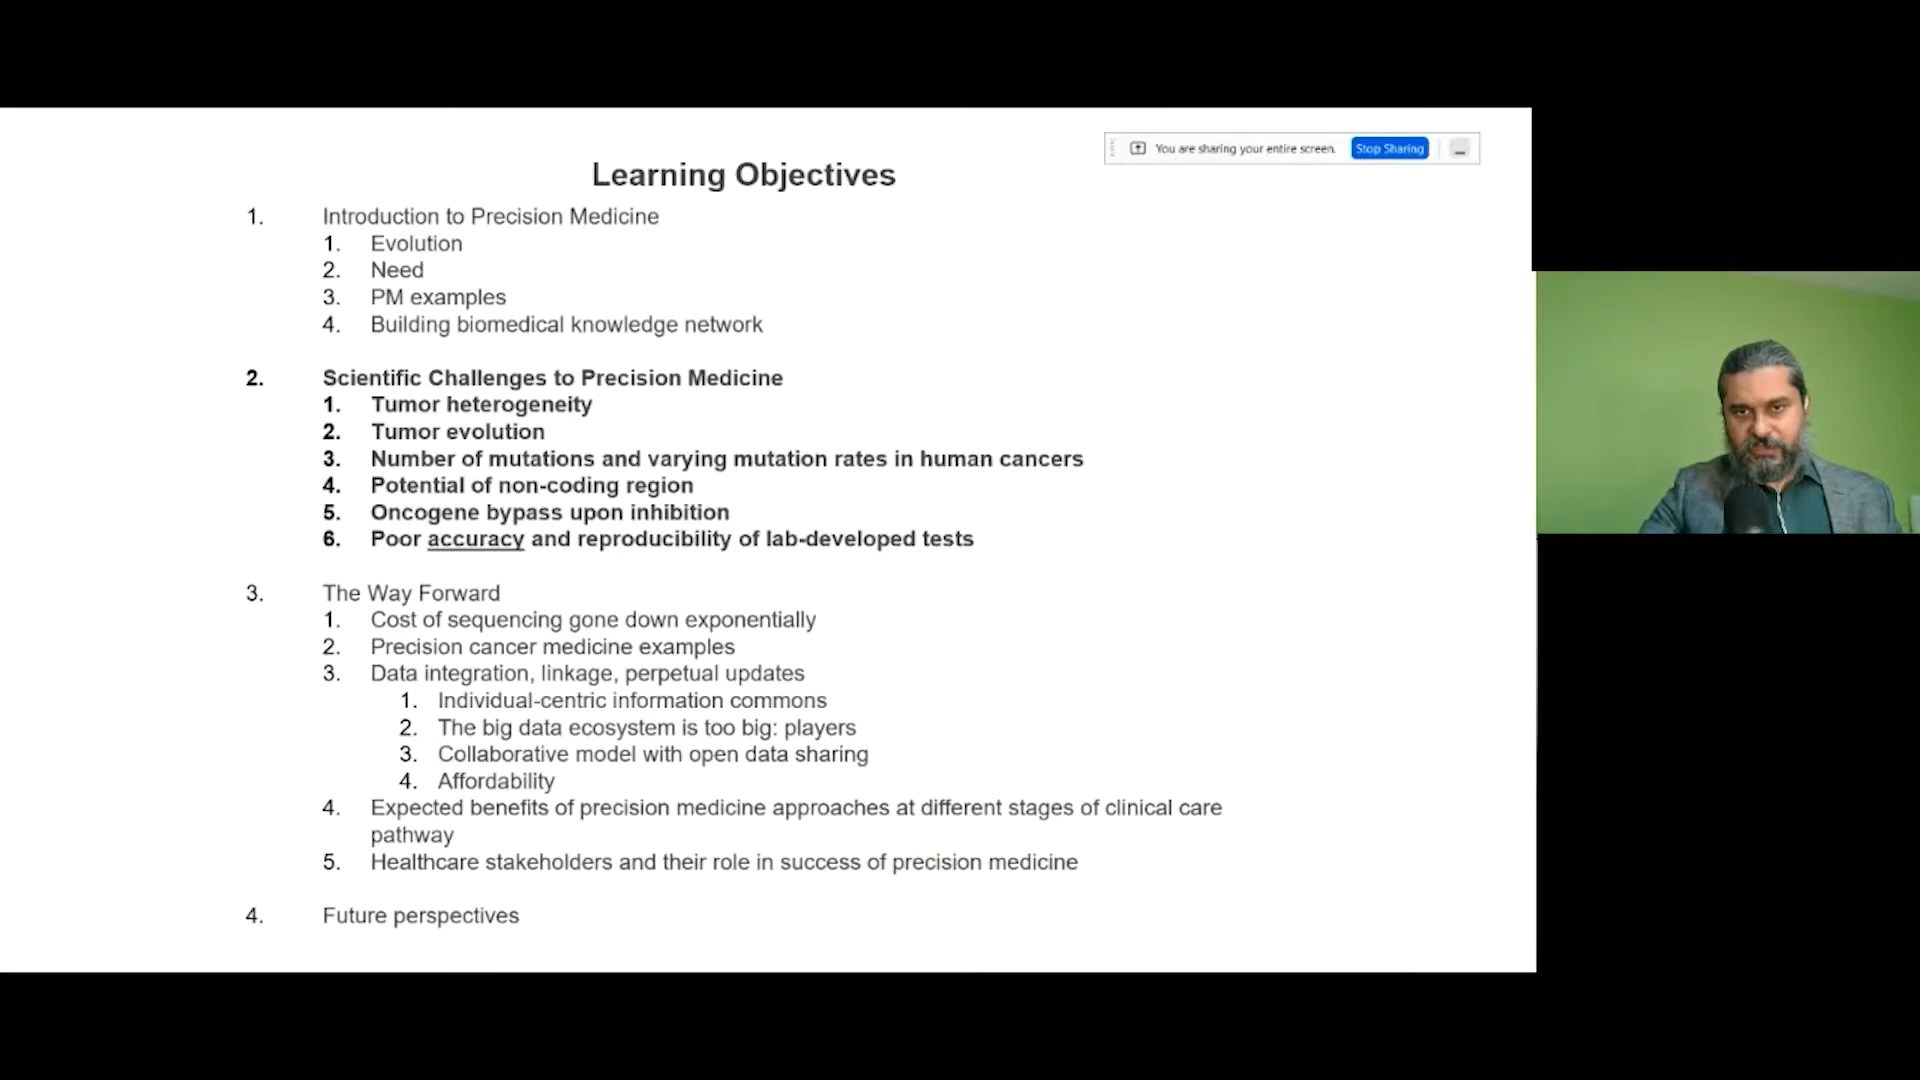 You are sharing your entire screen. Stop Sharing
Learning Objectives
1. Introduction to Precision Medicine
1. Evolution
2. Need
3. PM examples
4. Building biomedical knowledge network
2. Scientific Challenges to Precision Medicine
1. Tumor heterogeneity
2. Tumor evolution
3. Number of mutations and varying mutation rates in human cancers
4. Potential of non-coding region
5. Oncogene bypass upon inhibition
6. Poor accuracy and reproducibility of lab-developed tests
3. The Way Forward
1. Cost of sequencing gone down exponentially
2. Precision cancer medicine examples
3. Data integration, linkage, perpetual updates
1. Individual-centric information commons
2. The big data ecosystem is too big: players
3. Collaborative model with open data sharing
4. Affordability
4. Expected benefits of precision medicine approaches at different stages of clinical care
pathway
5. Healthcare stakeholders and their role in success of precision medicine
4. Future perspectives